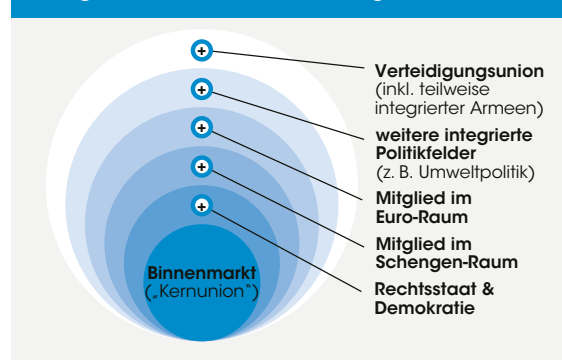 +
Verteidigungsunion
(inkl. teilweise
integrierter Armeen)
+
weitere integrierte
Politikfelder
(z. B. Umweltpolitik)
+
Mitglied im
Euro-Raum
+
Mitglied im
Schengen-Raum
+
Rechtsstaat &
Demokratie
Binnenmarkt
(„Kernunion“)